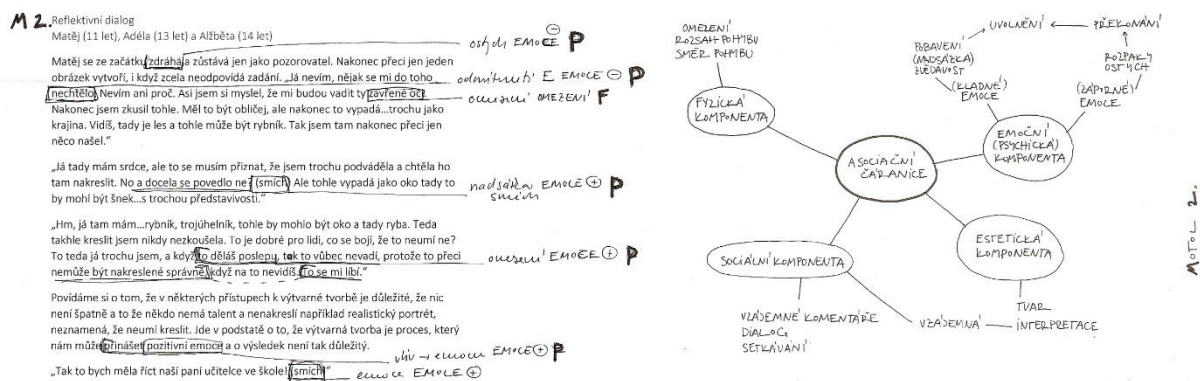 M 2.
Reflektivní dialog
Matěj (11 let), Adéla (13 let) a Alžběta (14 let)
Matěj se ze začátku zdráhá a zůstává jen jako pozorovatel. Nakonec přeci jen jeden
obrázek vytvoří, i když zcela neodpovídá zadání. „Já nevím, nějak se mi do toho
nechtělo. Nevím ani proč. Asi jsem si myslel, že mi budou vadit ty zavřené oči.
Nakonec jsem zkusil tohle. Měl to být obličej, ale nakonec to vypadá...trochu jako
krajina. Vidíš, tady je les a tohle může být rybník. Tak jsem tam nakonec přeci jen
něco našel.“
„Já tady mám srdce, ale to se musím přiznat, že jsem trochu podváděla a chtěla ho
tam nakreslit. No a docela se povedlo ne? (smích) Ale tohle vypadá jako oko tady to
by mohl být šnek...s trochou představivosti.“
„Hm, já tam mám...rybník, trojúhelník, tohle by mohlo být oko a tady ryba. Teda
takhle kreslit jsem nikdy nezkoušela. To je dobré pro lidi, co se bojí, že to neumí ne?
To teda já trochu jsem, a když to děláš poslepu, tak to vůbec nevadí, protože to přeci
nemůže být nakreslené správně, když na to nevidíš. To se mi líbí.“
Povídáme si o tom, že v některých přístupech k výtvarné tvorbě je důležité, že nic
není špatně a to že někdo nemá talent a nenakreslí například realistický portrét,
neznamená, že neumí kreslit. Jde v podstatě o to, že výtvarná tvorba je proces, který
nám může přinášet pozitivní emoce a o výsledek není tak důležitý.
„Tak to bych měla říct naší paní učitelce ve škole! (smích)“
ostych EMOCE ⊖ P
odmítnutí E EMOCE ⊖ P
omezení OMEZENÍ F
nadsázka EMOCE ⊕ P
smích
EMOCE ⊕ P
vliv → emoce EMOCE ⊕ P
emoce EMOCE ⊕
OMEZENÍ
ROZSAH POHYBU
SMĚR POHYBU
FYZICKÁ
KOMPONENTA
UVOLNĚNÍ ← PŘEKONÁNÍ
POBAVENÍ
(NADSÁZKA)
ZVĚDAVOST
(KLADNÉ)
EMOCE
ROZPAKY
OSTYCH
(ZÁPORNÉ)
EMOCE
EMOČNÍ
(PSYCHICKÁ)
KOMPONENTA
ASOCIAČNÍ
ČÁRANICE
SOCIÁLNÍ KOMPONENTA
ESTETICKÁ
KOMPONENTA
VZÁJEMNÉ KOMENTÁŘE
DIALOG
SETKÁVÁNÍ
VZÁJEMNÁ
TVAR
INTERPRETACE
MOTOL 2.